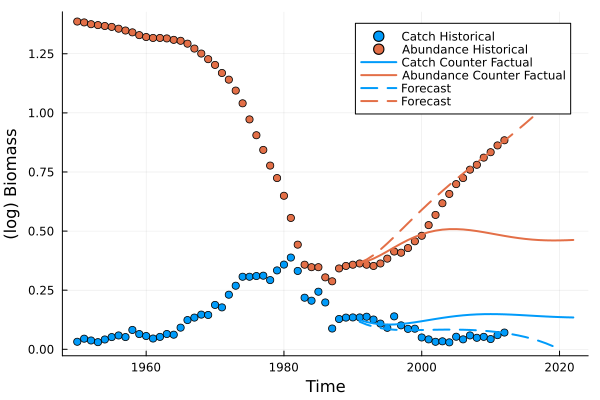 Catch Historical
Abundance Historical
Catch Counter Factual
Abundance Counter Factual
Forecast
Forecast
(log) Biomass
1.25
1.00
0.75
0.50
0.25
0.00
1960 1980 2000 2020
Time